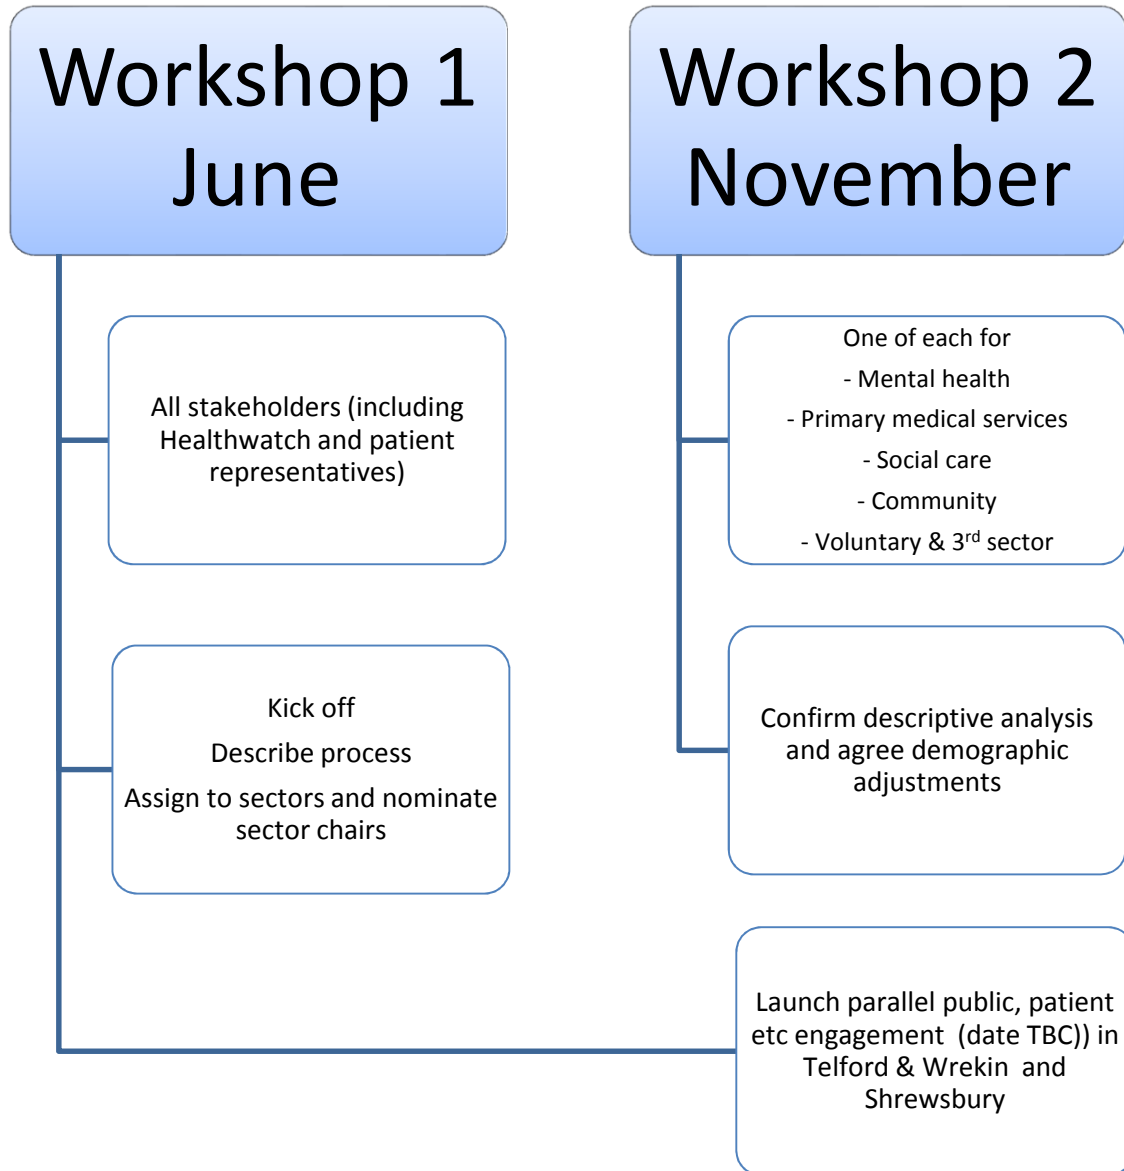 Workshop 1
June
All stakeholders (including
Healthwatch and patient
representatives)
Kick off
Describe process
Assign to sectors and nominate
sector chairs
Workshop 2
November
One of each for
- Mental health
- Primary medical services
- Social care
- Community
- Voluntary & 3rd sector
Confirm descriptive analysis
and agree demographic
adjustments
Launch parallel public, patient
etc engagement  (date TBC)) in
Telford & Wrekin  and
Shrewsbury